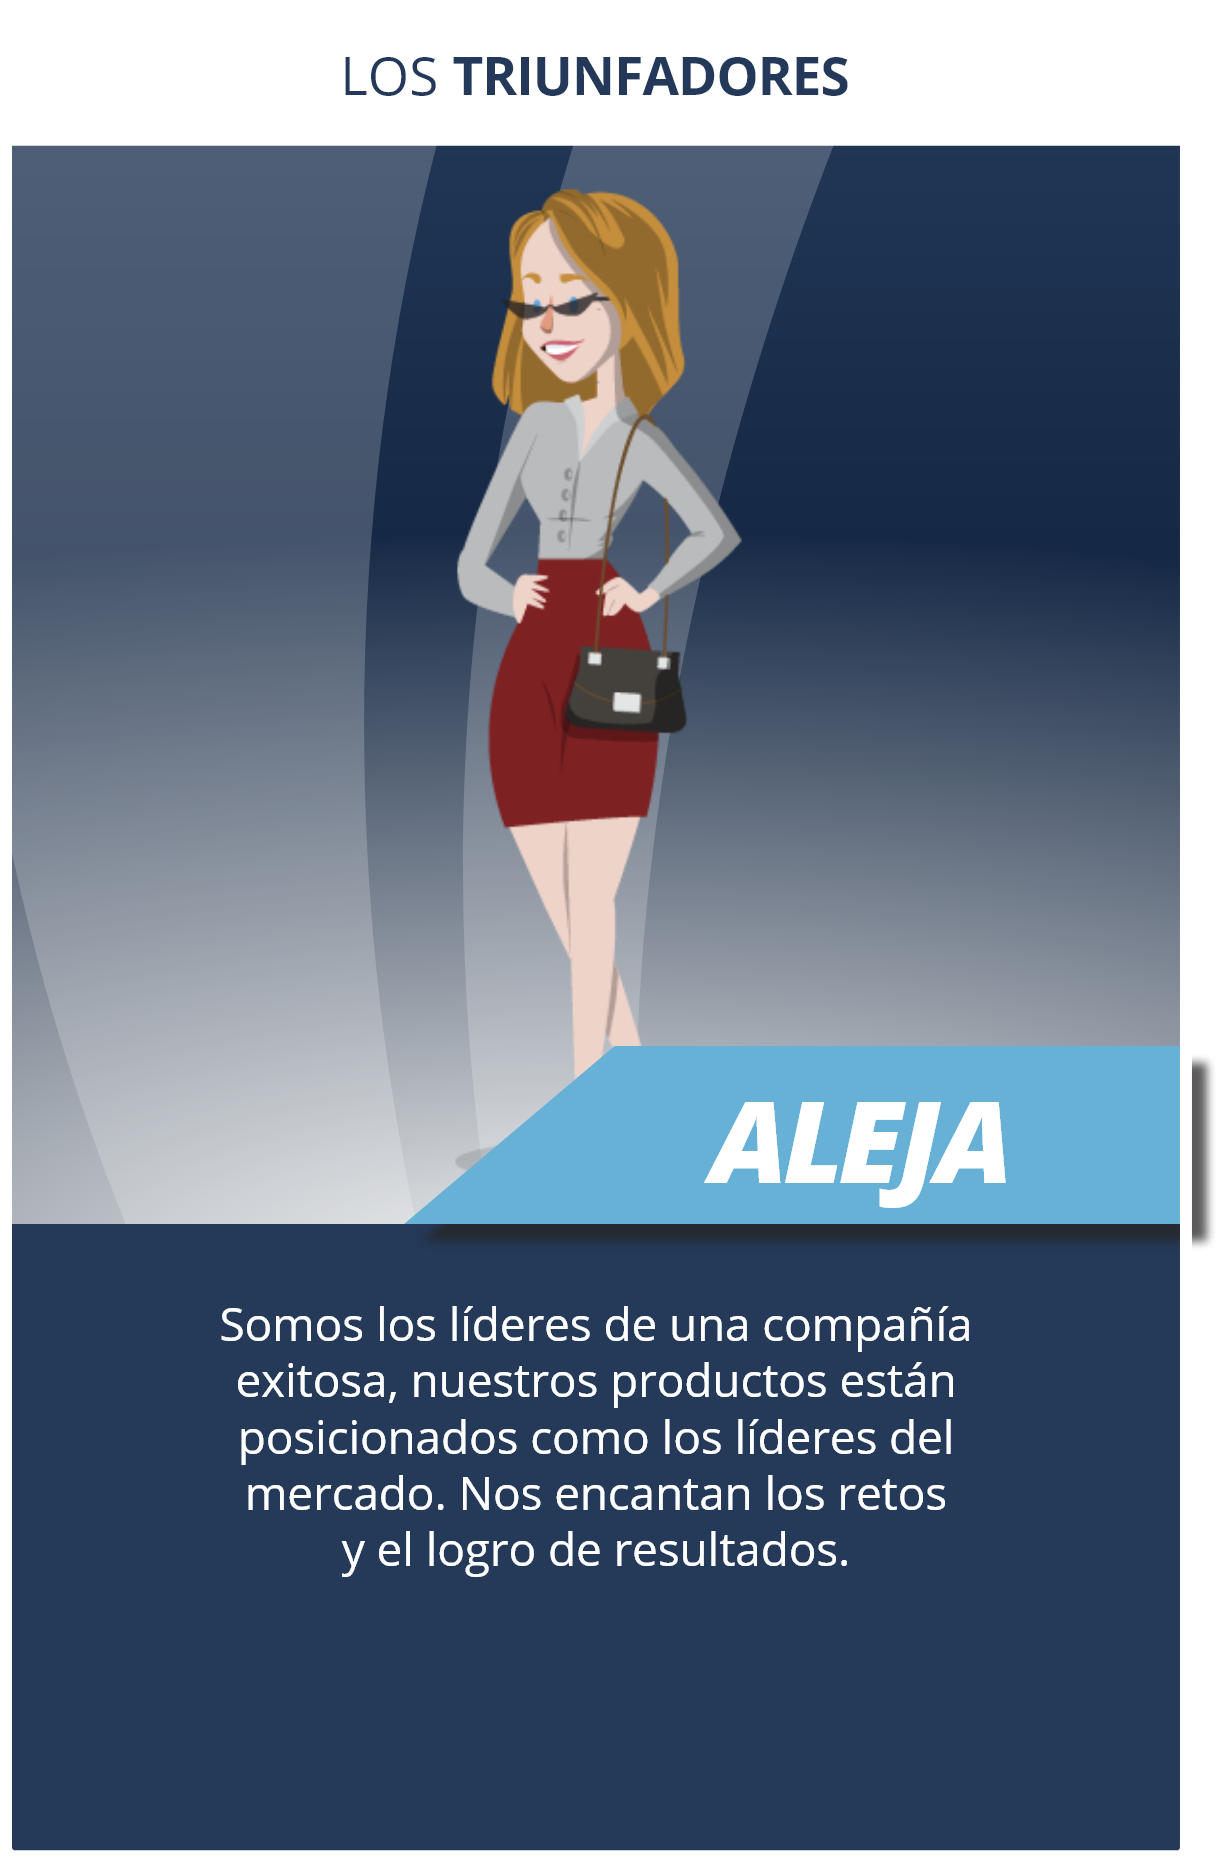 LOS TRIUNFADORES
ALEJA
Somos los líderes de una compañía
exitosa, nuestros productos están
posicionados como los líderes del
mercado. Nos encantan los retos
y el logro de resultados.